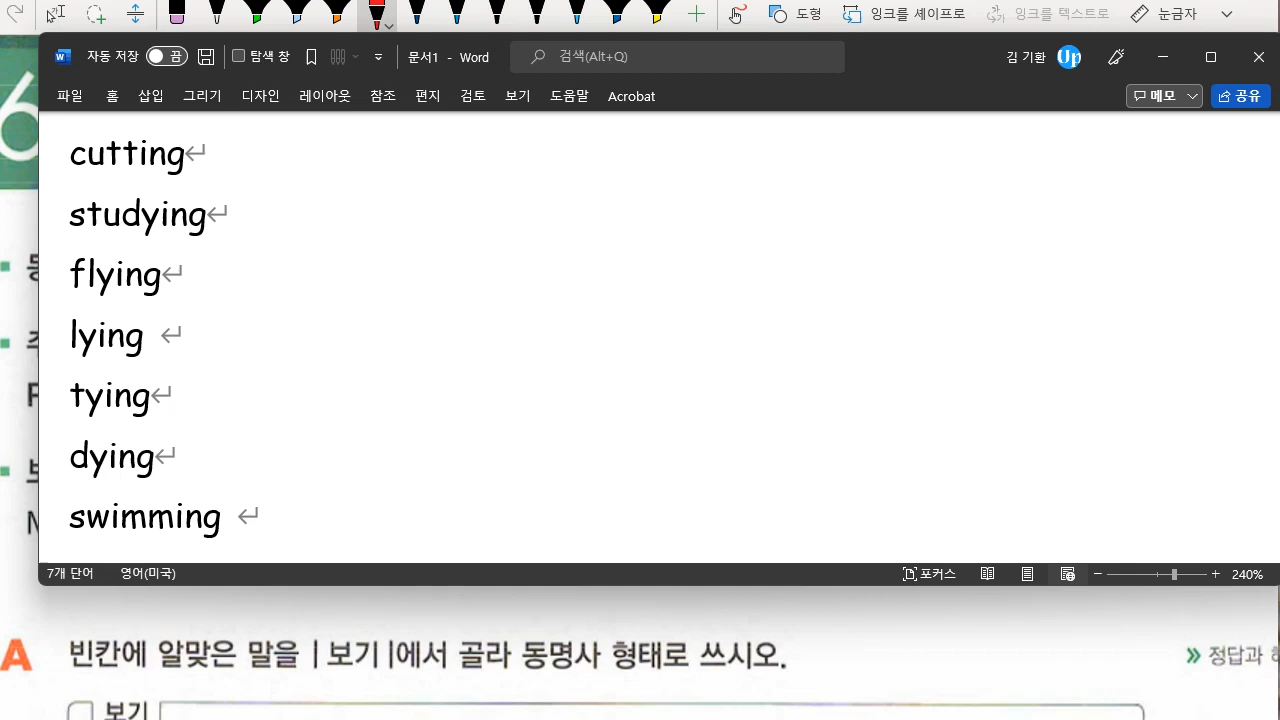 도형 잉크를 셰이프로 잉크를 텍스트로 눈금자
자동 저장 끔 탐색 창 문서1 - Word 검색(Alt+Q) 김 기환 Up
파일 홈 삽입 그리기 디자인 레이아웃 참조 편지 검토 보기 도움말 Acrobat 메모 공유
6
cutting
studying
flying
lying
tying
dying
swimming
7개 단어 영어(미국) 포커스 240%
A 빈칸에 알맞은 말을 |보기|에서 골라 동명사 형태로 쓰시오. 정답과
보기